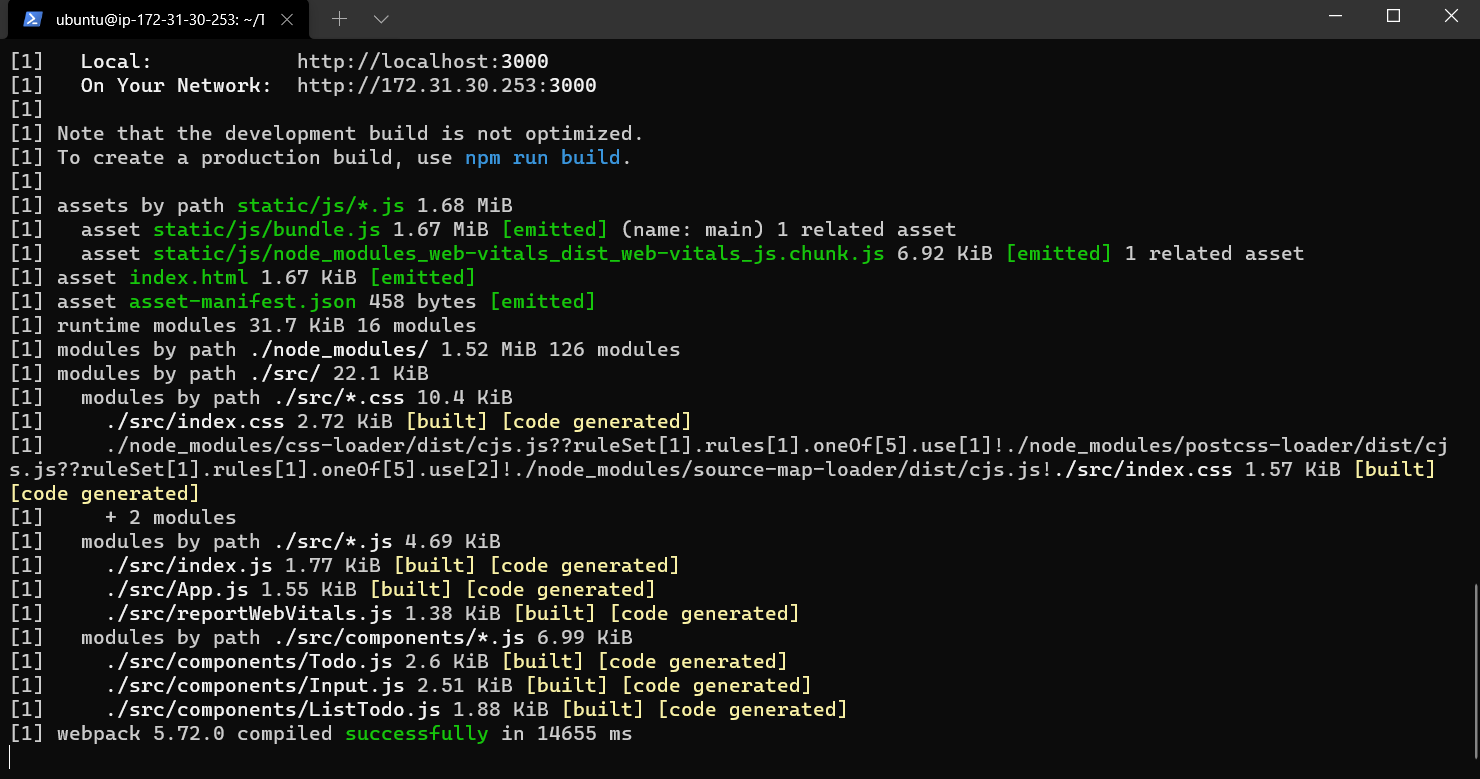 ubuntu@ip-172-31-30-253: ~/T
[1]   Local:            http://localhost:3000
[1]   On Your Network:  http://172.31.30.253:3000
[1]
[1] Note that the development build is not optimized.
[1] To create a production build, use npm run build.
[1]
[1] assets by path static/js/*.js 1.68 MiB
[1]   asset static/js/bundle.js 1.67 MiB [emitted] (name: main) 1 related asset
[1]   asset static/js/node_modules_web-vitals_dist_web-vitals_js.chunk.js 6.92 KiB [emitted] 1 related asset
[1] asset index.html 1.67 KiB [emitted]
[1] asset asset-manifest.json 458 bytes [emitted]
[1] runtime modules 31.7 KiB 16 modules
[1] modules by path ./node_modules/ 1.52 MiB 126 modules
[1] modules by path ./src/ 22.1 KiB
[1]   modules by path ./src/*.css 10.4 KiB
[1]     ./src/index.css 2.72 KiB [built] [code generated]
[1]     ./node_modules/css-loader/dist/cjs.js??ruleSet[1].rules[1].oneOf[5].use[1]!./node_modules/postcss-loader/dist/cj
s.js??ruleSet[1].rules[1].oneOf[5].use[2]!./node_modules/source-map-loader/dist/cjs.js!./src/index.css 1.57 KiB [built]
[code generated]
[1]     + 2 modules
[1]   modules by path ./src/*.js 4.69 KiB
[1]     ./src/index.js 1.77 KiB [built] [code generated]
[1]     ./src/App.js 1.55 KiB [built] [code generated]
[1]     ./src/reportWebVitals.js 1.38 KiB [built] [code generated]
[1]   modules by path ./src/components/*.js 6.99 KiB
[1]     ./src/components/Todo.js 2.6 KiB [built] [code generated]
[1]     ./src/components/Input.js 2.51 KiB [built] [code generated]
[1]     ./src/components/ListTodo.js 1.88 KiB [built] [code generated]
[1] webpack 5.72.0 compiled successfully in 14655 ms